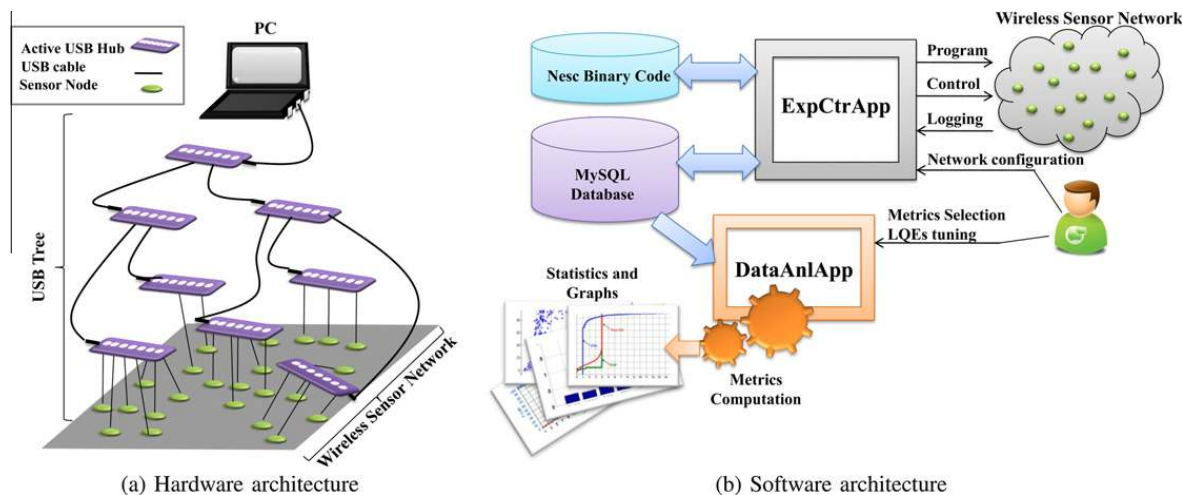 PC
Active USB Hub
USB cable
Sensor Node
USB Tree
Wireless Sensor Network
(a) Hardware architecture
Wireless Sensor Network
Nesc Binary Code
ExpCtrApp
Program
Control
Logging
MySQL
Database
Network configuration
Metrics Selection
LQEs tuning
DataAnlApp
Statistics and
Graphs
Metrics
Computation
(b) Software architecture